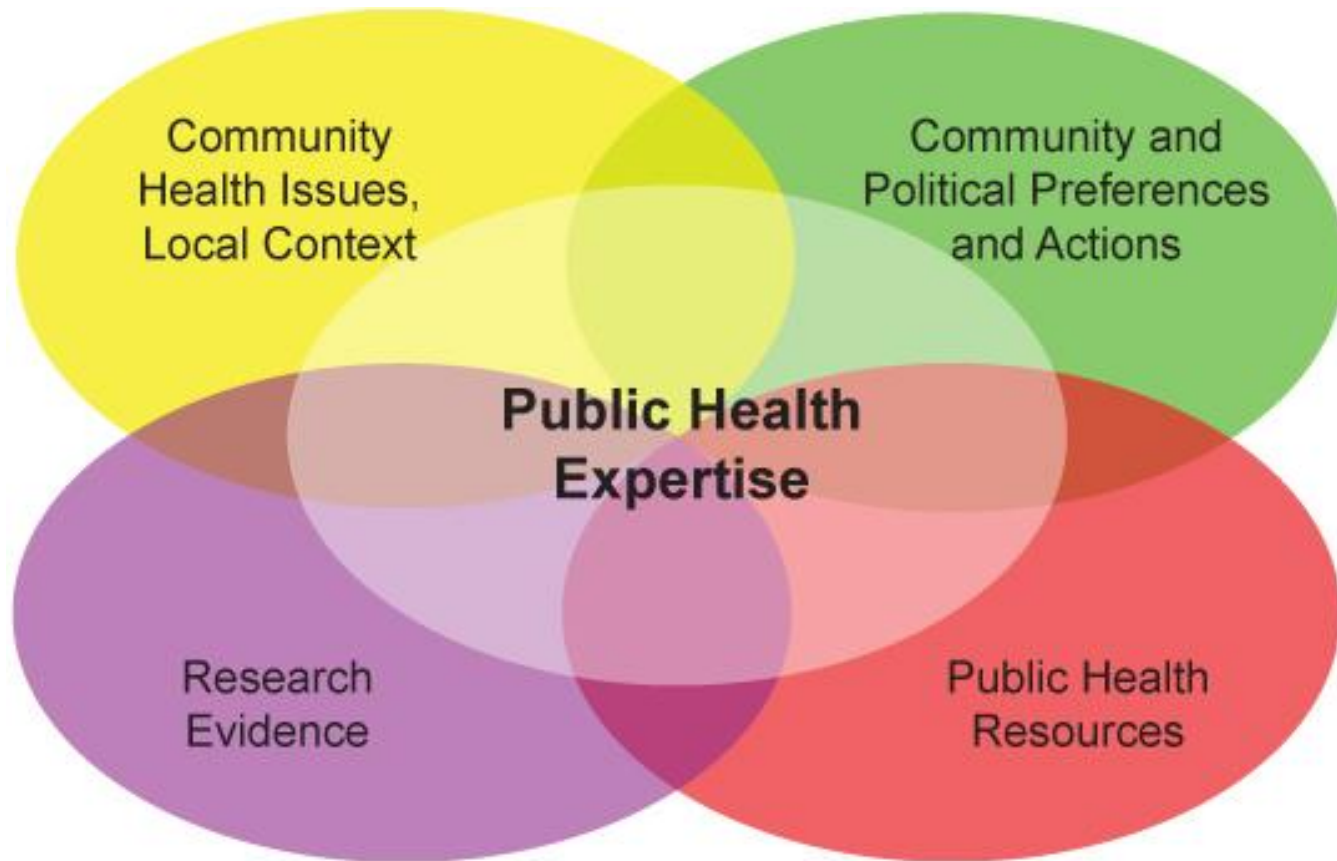 Community
Health Issues,
Local Context
Community and
Political Preferences
and Actions
Public Health
Expertise
Research
Evidence
Public Health
Resources